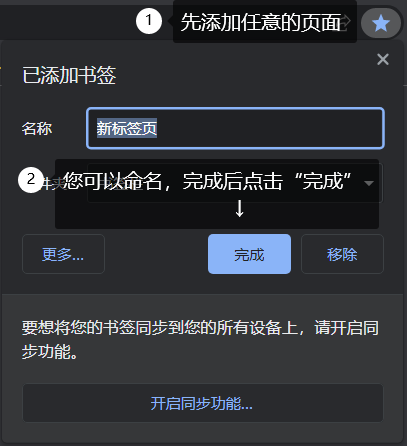 1 先添加任意的页面
已添加书签
名称 新标签页
2 您可以命名，完成后点击“完成”
↓
更多... 完成 移除
要想将您的书签同步到您的所有设备上，请开启同
步功能。
开启同步功能...